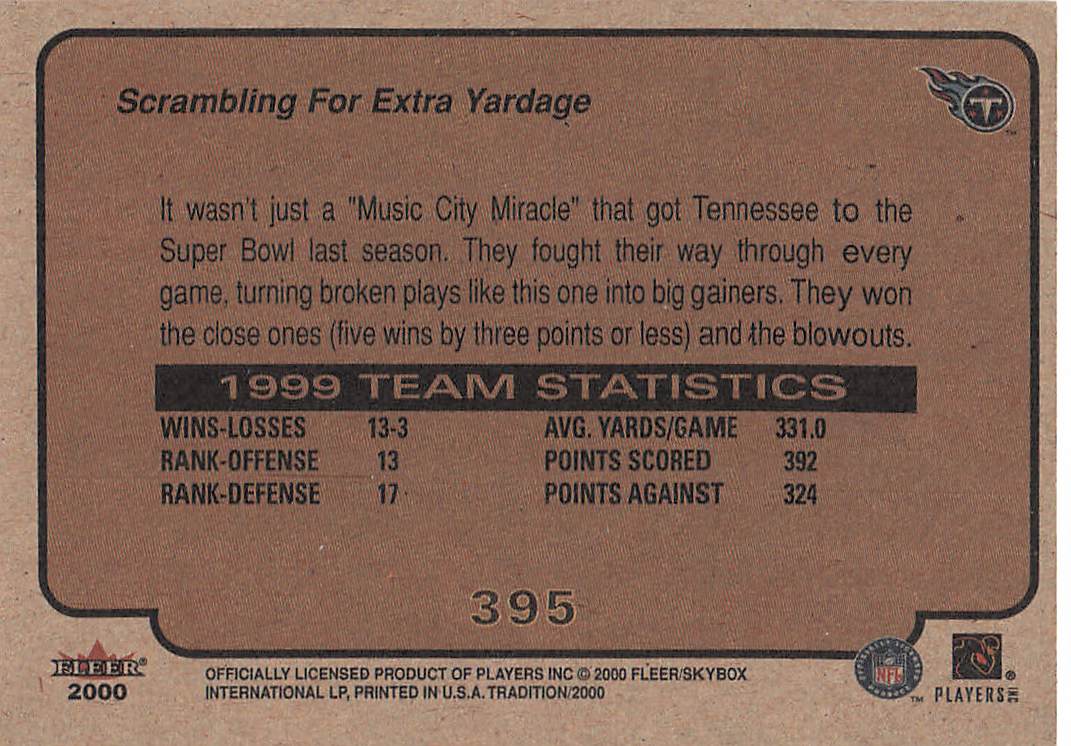 Scrambling For Extra Yardage
T
TM
It wasn't just a "Music City Miracle" that got Tennessee to the
Super Bowl last season. They fought their way through every
game, turning broken plays like this one into big gainers. They won
the close ones (five wins by three points or less) and the blowouts.
1999 TEAM STATISTICS
WINS-LOSSES 13-3 AVG. YARDS/GAME 331.0
RANK-OFFENSE 13 POINTS SCORED 392
RANK-DEFENSE 17 POINTS AGAINST 324
395
FLEER®
2000
OFFICIALLY LICENSED PRODUCT OF PLAYERS INC © 2000 FLEER/SKYBOX
INTERNATIONAL LP, PRINTED IN U.S.A. TRADITION/2000
NFL
TM
PLAYERS INC ®